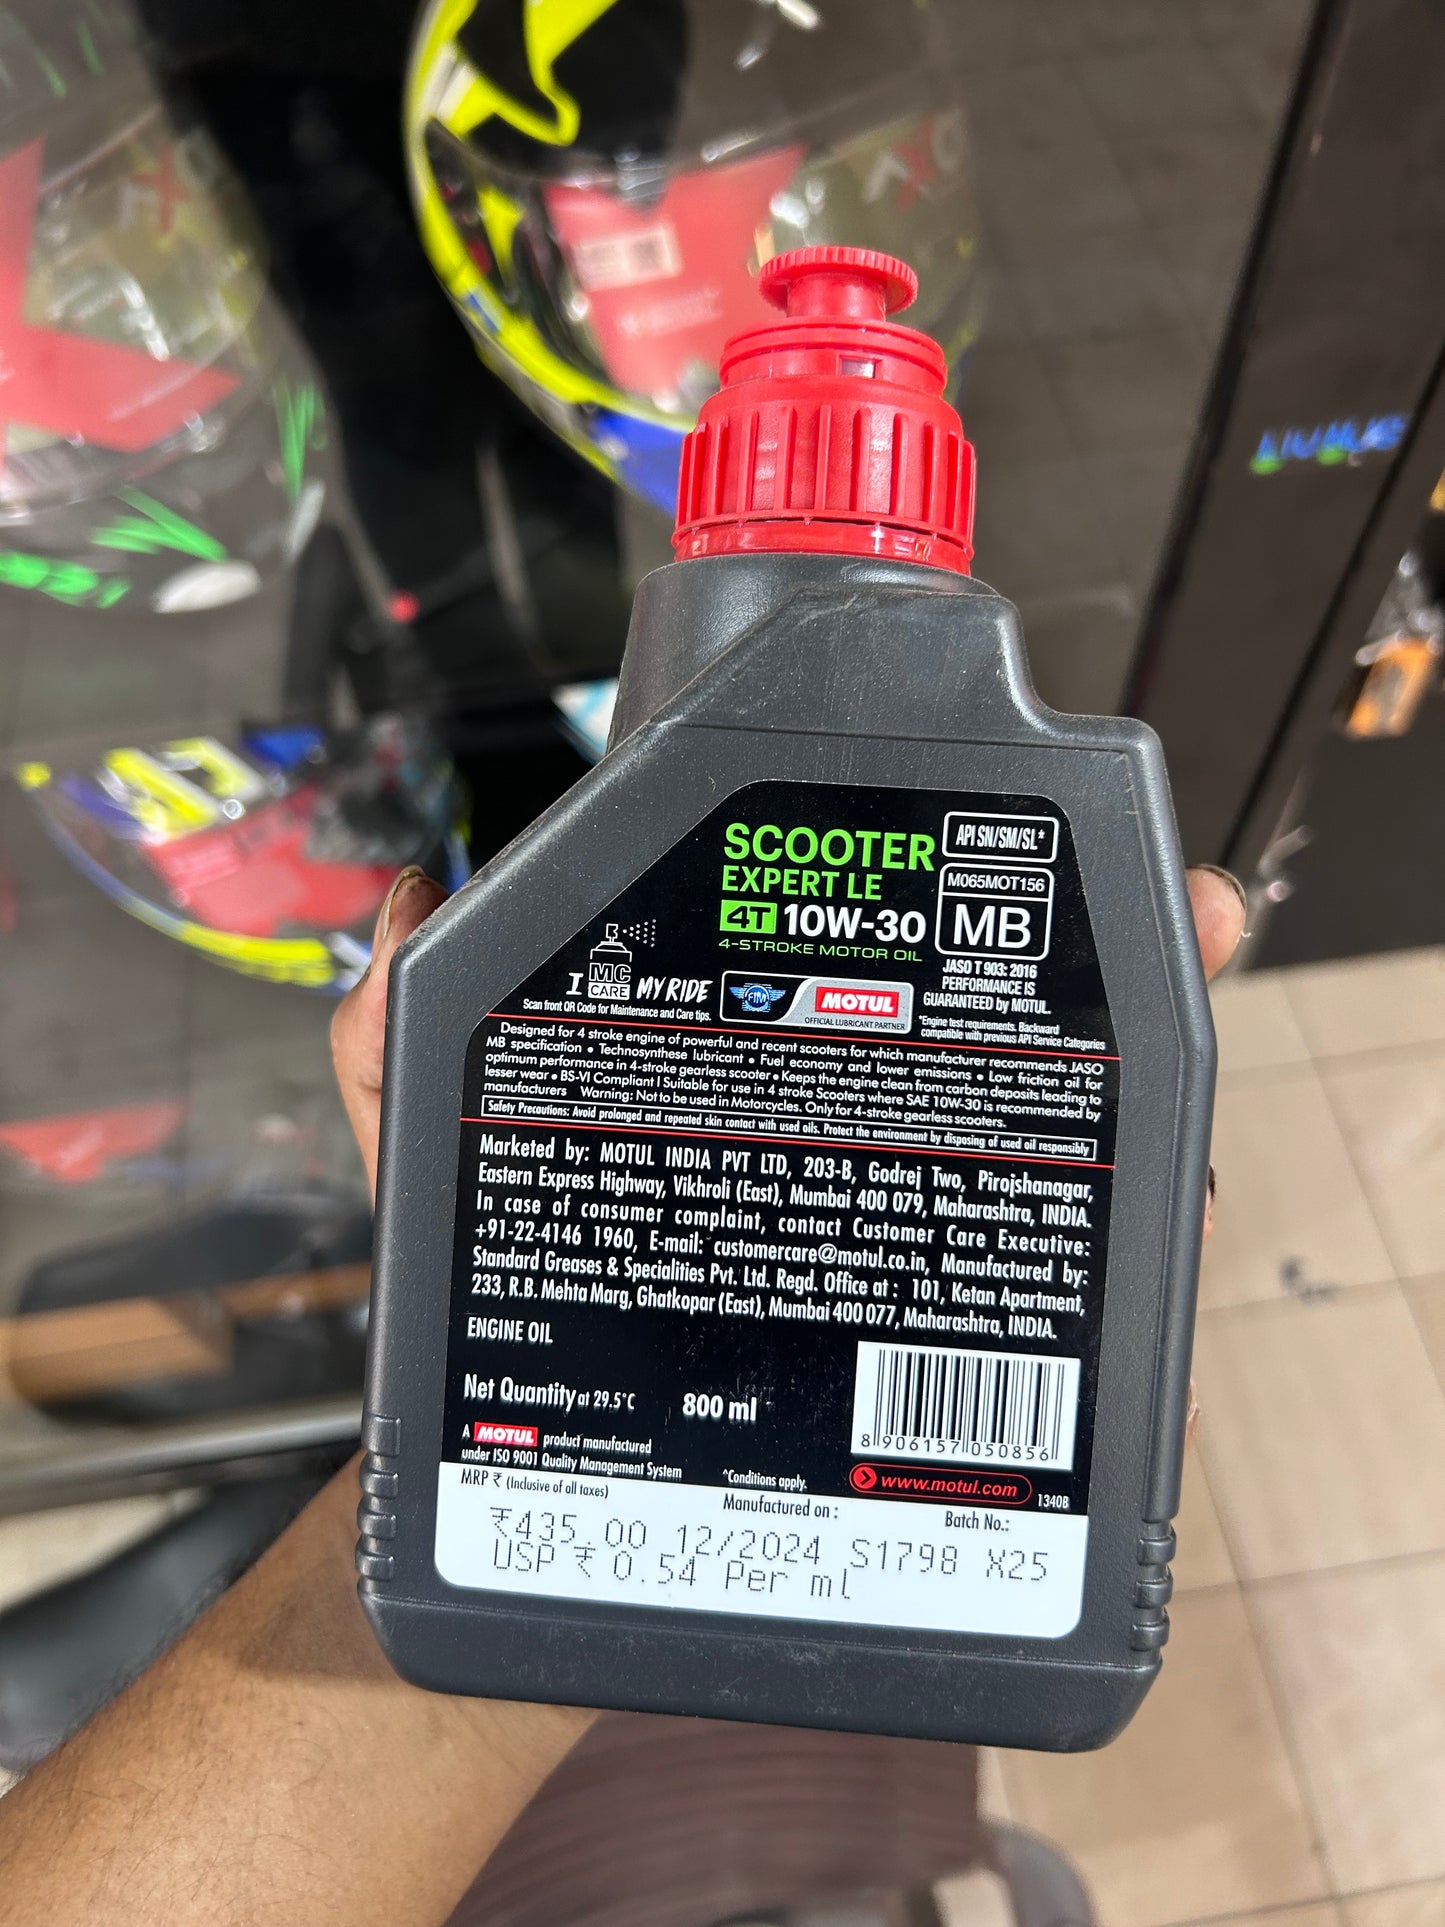 SCOOTER
EXPERT LE
4T 10W-30
4-STROKE MOTOR OIL
API SN/SM/SL*
M065MOT156
MB
JASO T 903: 2016
PERFORMANCE IS
GUARANTEED by MOTUL.
*Engine test requirements. Backward
compatible with previous API Service Categories
I MC CARE MY RIDE
Scan front QR Code for Maintenance and Care tips.
FIM
MOTUL
OFFICIAL LUBRICANT PARTNER
Designed for 4 stroke engine of powerful and recent scooters for which manufacturer recommends JASO
MB specification • Technosynthese lubricant • Fuel economy and lower emissions • Low friction oil for
optimum performance in 4-stroke gearless scooter • Keeps the engine clean from carbon deposits leading to
lesser wear • BS-VI Compliant I Suitable for use in 4 stroke Scooters where SAE 10W-30 is recommended by
manufacturers Warning: Not to be used in Motorcycles. Only for 4-stroke gearless scooters.
Safety Precautions: Avoid prolonged and repeated skin contact with used oils. Protect the environment by disposing of used oil responsibly
Marketed by: MOTUL INDIA PVT LTD, 203-B, Godrej Two, Pirojshanagar,
Eastern Express Highway, Vikhroli (East), Mumbai 400 079, Maharashtra, INDIA.
In case of consumer complaint, contact Customer Care Executive:
+91-22-4146 1960, E-mail: customercare@motul.co.in, Manufactured by:
Standard Greases & Specialities Pvt. Ltd. Regd. Office at : 101, Ketan Apartment,
233, R.B. Mehta Marg, Ghatkopar (East), Mumbai 400 077, Maharashtra, INDIA.
ENGINE OIL
Net Quantity at 29.5°C 800 ml
8 906157 050856
A MOTUL product manufactured
under ISO 9001 Quality Management System
^Conditions apply.
www.motul.com
1340B
MRP ₹ (Inclusive of all taxes)
Manufactured on :
Batch No.:
₹435.00 12/2024 S1798 X25
USP ₹ 0.54 Per ml